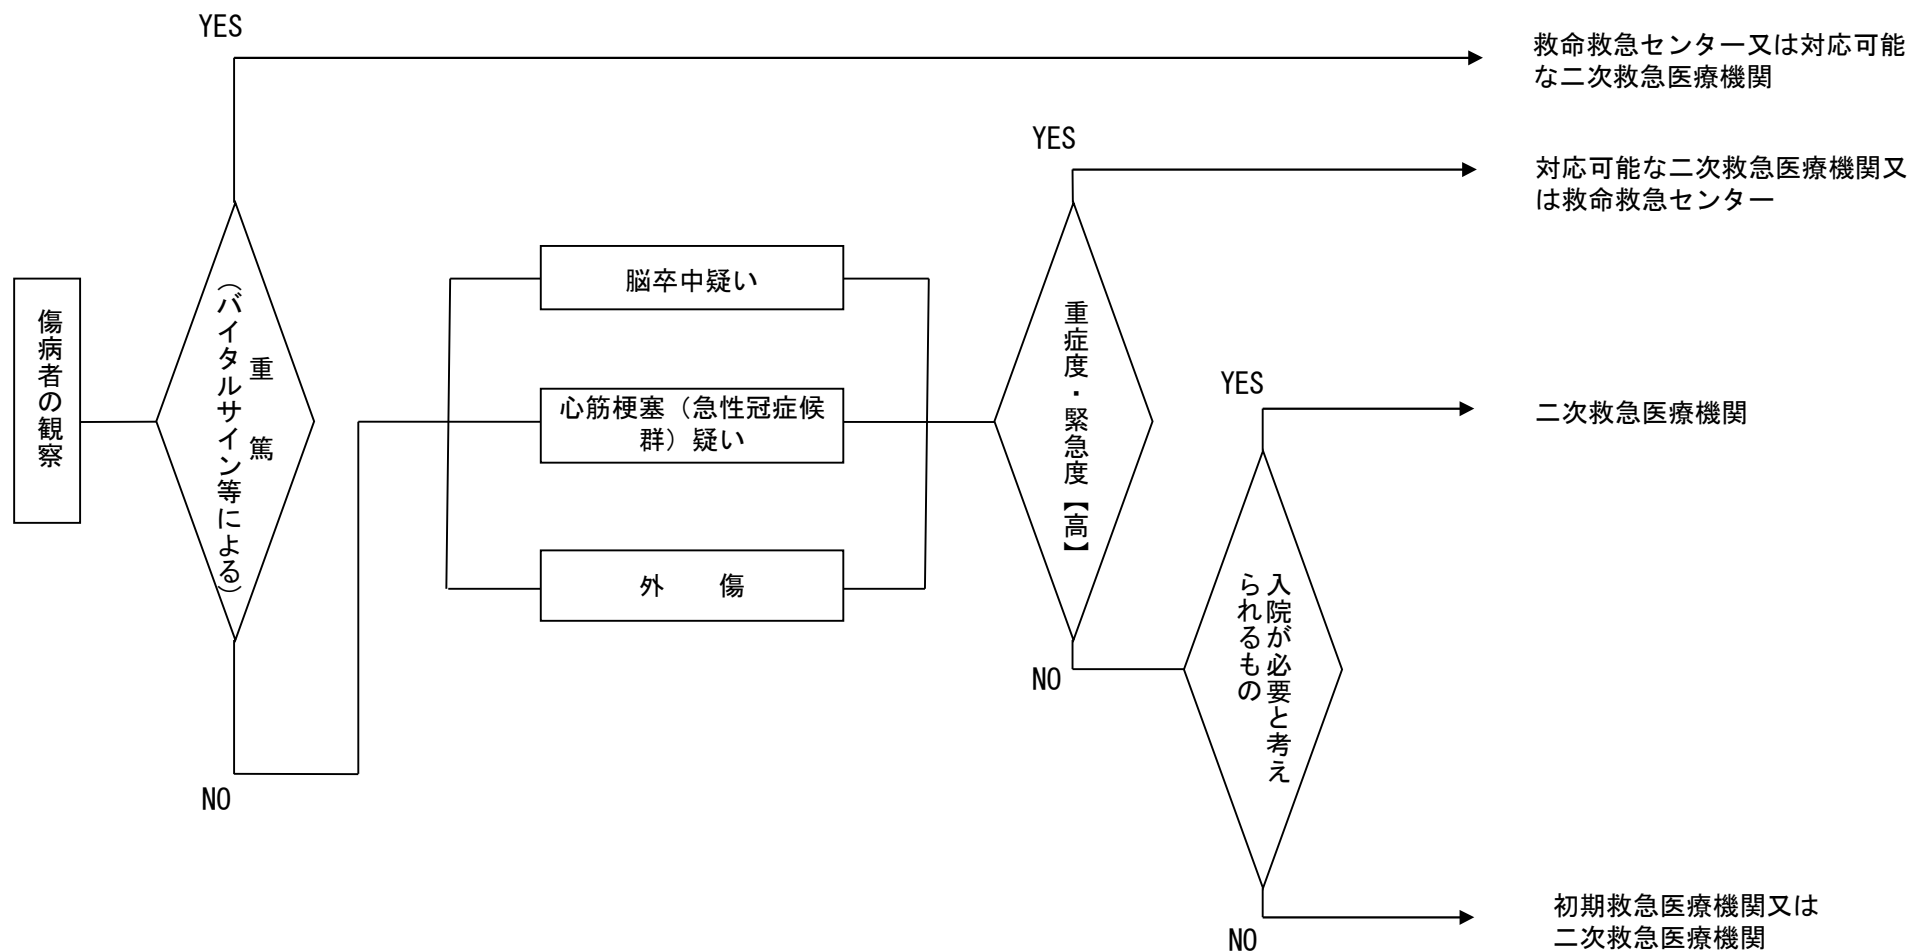 YES
救命救急センター又は対応可能
な二次救急医療機関
YES
対応可能な二次救急医療機関又
は救命救急センター
傷病者の観察
重　篤
（バイタルサイン等による）
NO
脳卒中疑い
心筋梗塞（急性冠症候
群）疑い
外　傷
重症度・緊急度【高】
NO
YES
二次救急医療機関
入院が必要と考え
られるもの
NO
初期救急医療機関又は
二次救急医療機関